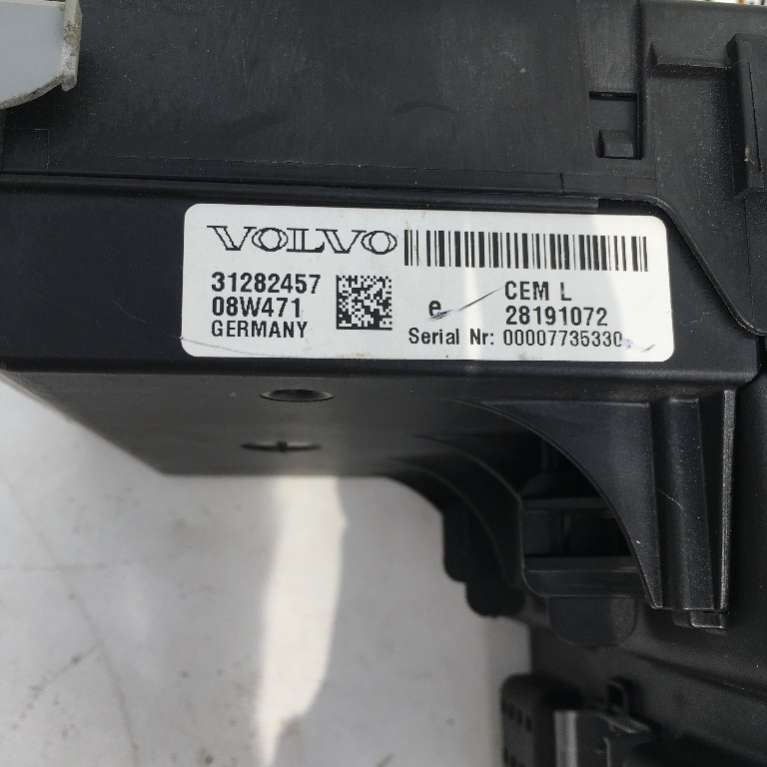 VOLVO
31282457
08W471
GERMANY
e
CEM L
28191072
Serial Nr: 00007735330